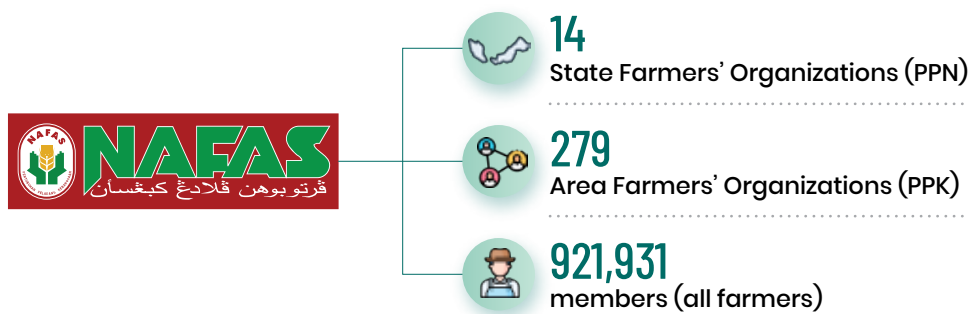 NAFAS
NAFAS
ڤرتوبوهن ڤلادڠ كبڠسأن
14
State Farmers’ Organizations (PPN)
279
Area Farmers’ Organizations (PPK)
921,931
members (all farmers)